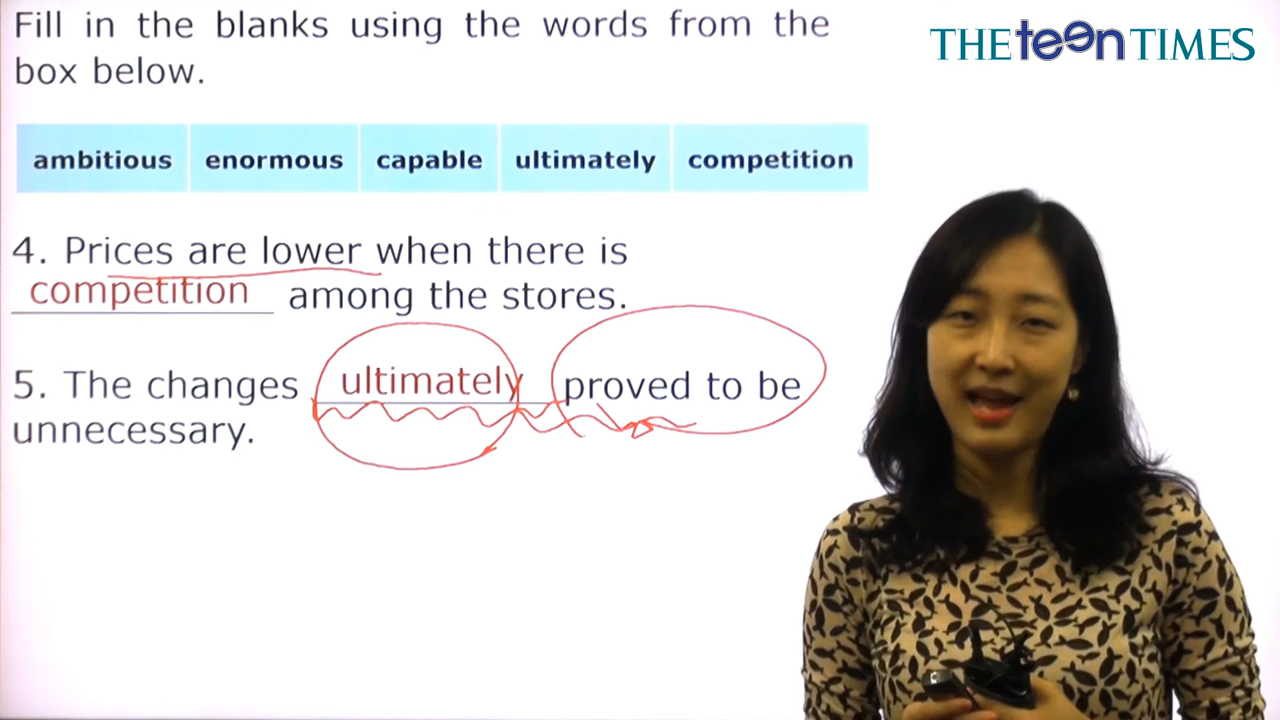 Fill in the blanks using the words from the
THE teen TIMES
box below.
ambitious enormous capable ultimately competition
4. Prices are lower when there is
competition among the stores.
5. The changes ultimately proved to be
unnecessary.